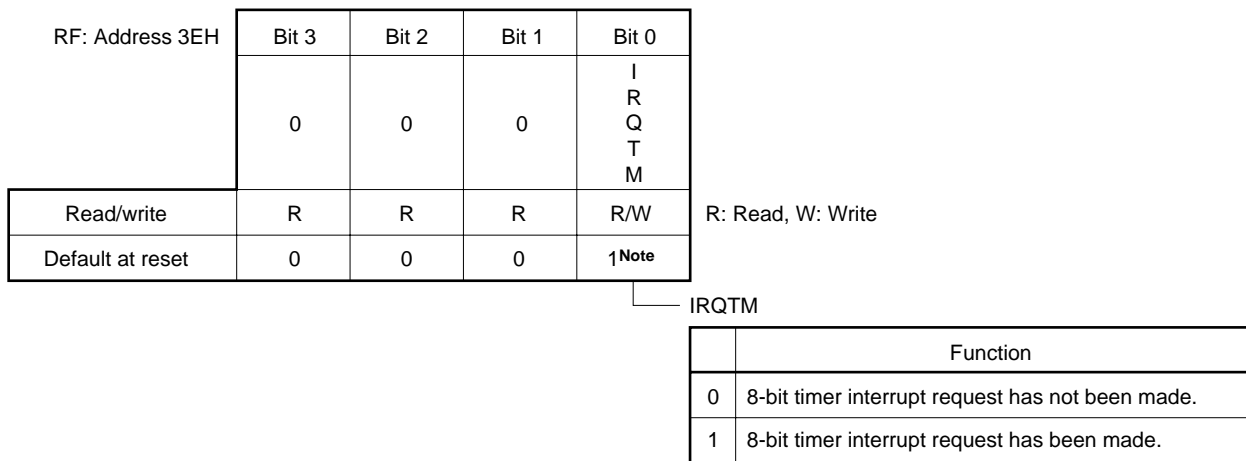 RF: Address 3EH Bit 3 Bit 2 Bit 1 Bit 0
0 0 0 IRQTM
Read/write R R R R/W R: Read, W: Write
Default at reset 0 0 0 1Note
IRQTM
Function
0 8-bit timer interrupt request has not been made.
1 8-bit timer interrupt request has been made.